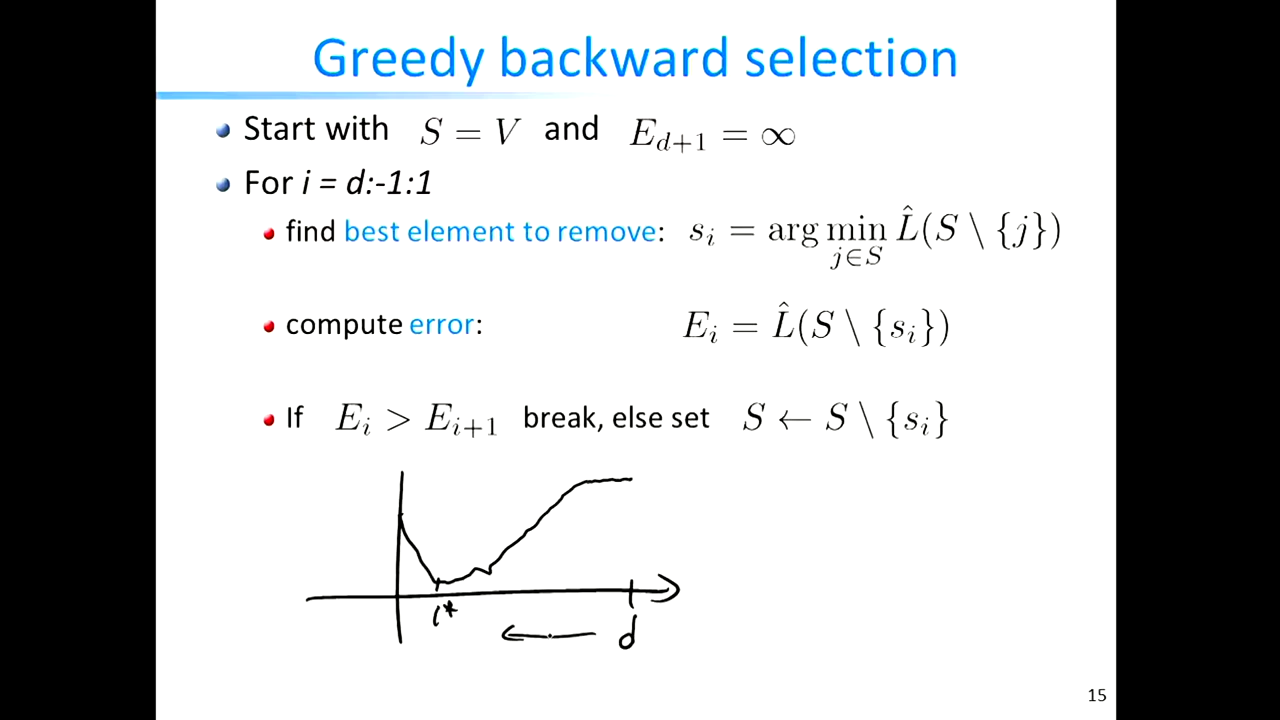 Greedy backward selection
Start with S = V and E_{d+1} = ∞
For i = d:-1:1
find best element to remove: s_i = arg min_{j∈S} L̂(S \ {j})
compute error: E_i = L̂(S \ {s_i})
If E_i > E_{i+1} break, else set S ← S \ {s_i}
i*
d
15